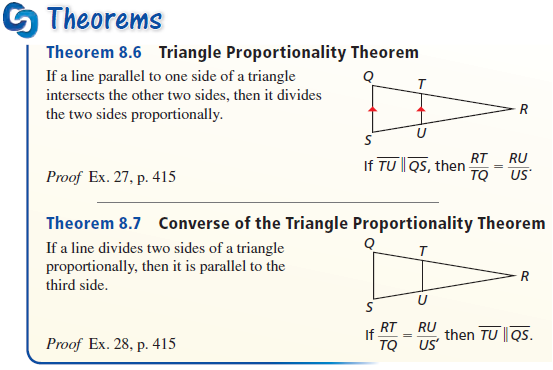 Theorems
Theorem 8.6 Triangle Proportionality Theorem
If a line parallel to one side of a triangle
intersects the other two sides, then it divides
the two sides proportionally.
Q
T
R
S
U
If TU ∥ QS, then RT/TQ = RU/US.
Proof Ex. 27, p. 415
Theorem 8.7 Converse of the Triangle Proportionality Theorem
If a line divides two sides of a triangle
proportionally, then it is parallel to the
third side.
Q
T
R
S
U
If RT/TQ = RU/US, then TU ∥ QS.
Proof Ex. 28, p. 415